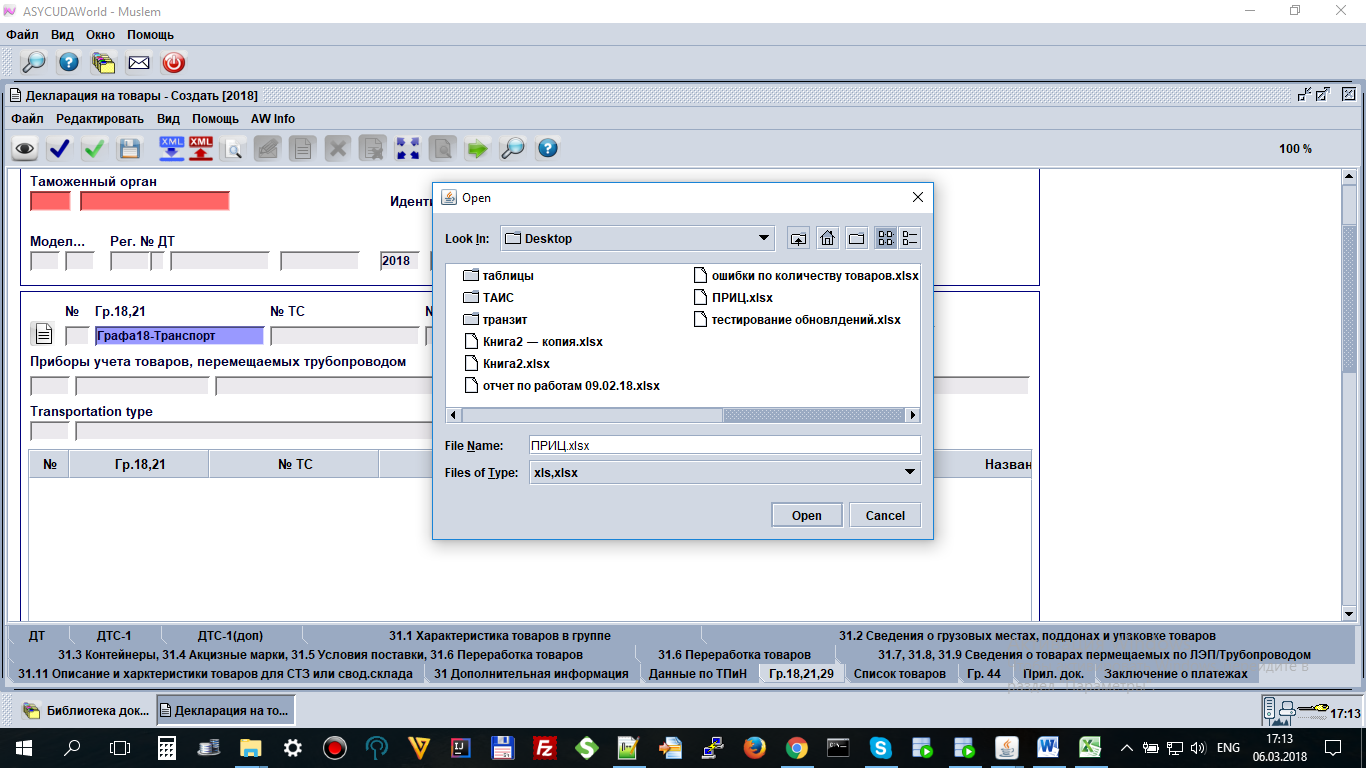 ASYCUDAWorld - Muslem
Файл Вид Окно Помощь
Декларация на товары - Создать [2018]
Файл Редактировать Вид Помощь AW Info
XML XML
100 %
Таможенный орган
Иденти
Модел... Рег. № ДТ
2018
№ Гр.18,21 № ТС
Графа18-Транспорт
Приборы учета товаров, перемещаемых трубопроводом
Transportation type
№ Гр.18,21 № ТС Назван
Open
Look In: Desktop
таблицы ошибки по количеству товаров.xlsx
ТАИС ПРИЦ.xlsx
транзит тестирование обновлдений.xlsx
Книга2 — копия.xlsx
Книга2.xlsx
отчет по работам 09.02.18.xlsx
File Name: ПРИЦ.xlsx
Files of Type: xls,xlsx
Open Cancel
ДТ ДТС-1 ДТС-1(доп) 31.1 Характеристика товаров в группе 31.2 Сведения о грузовых местах, поддонах и упаковке товаров
31.3 Контейнеры, 31.4 Акцизные марки, 31.5 Условия поставки, 31.6 Переработка товаров 31.6 Переработка товаров 31.7, 31.8, 31.9 Сведения о товарах пермещаемых по ЛЭП/Трубопроводом
31.11 Описание и харктеристики товаров для СТЗ или свод.склада 31 Дополнительная информация Данные по ТПиН Гр.18,21,29 Список товаров Гр. 44 Прил. док. Заключение о платежах
Библиотека док... Декларация на то... 17:13
ENG 17:13
06.03.2018